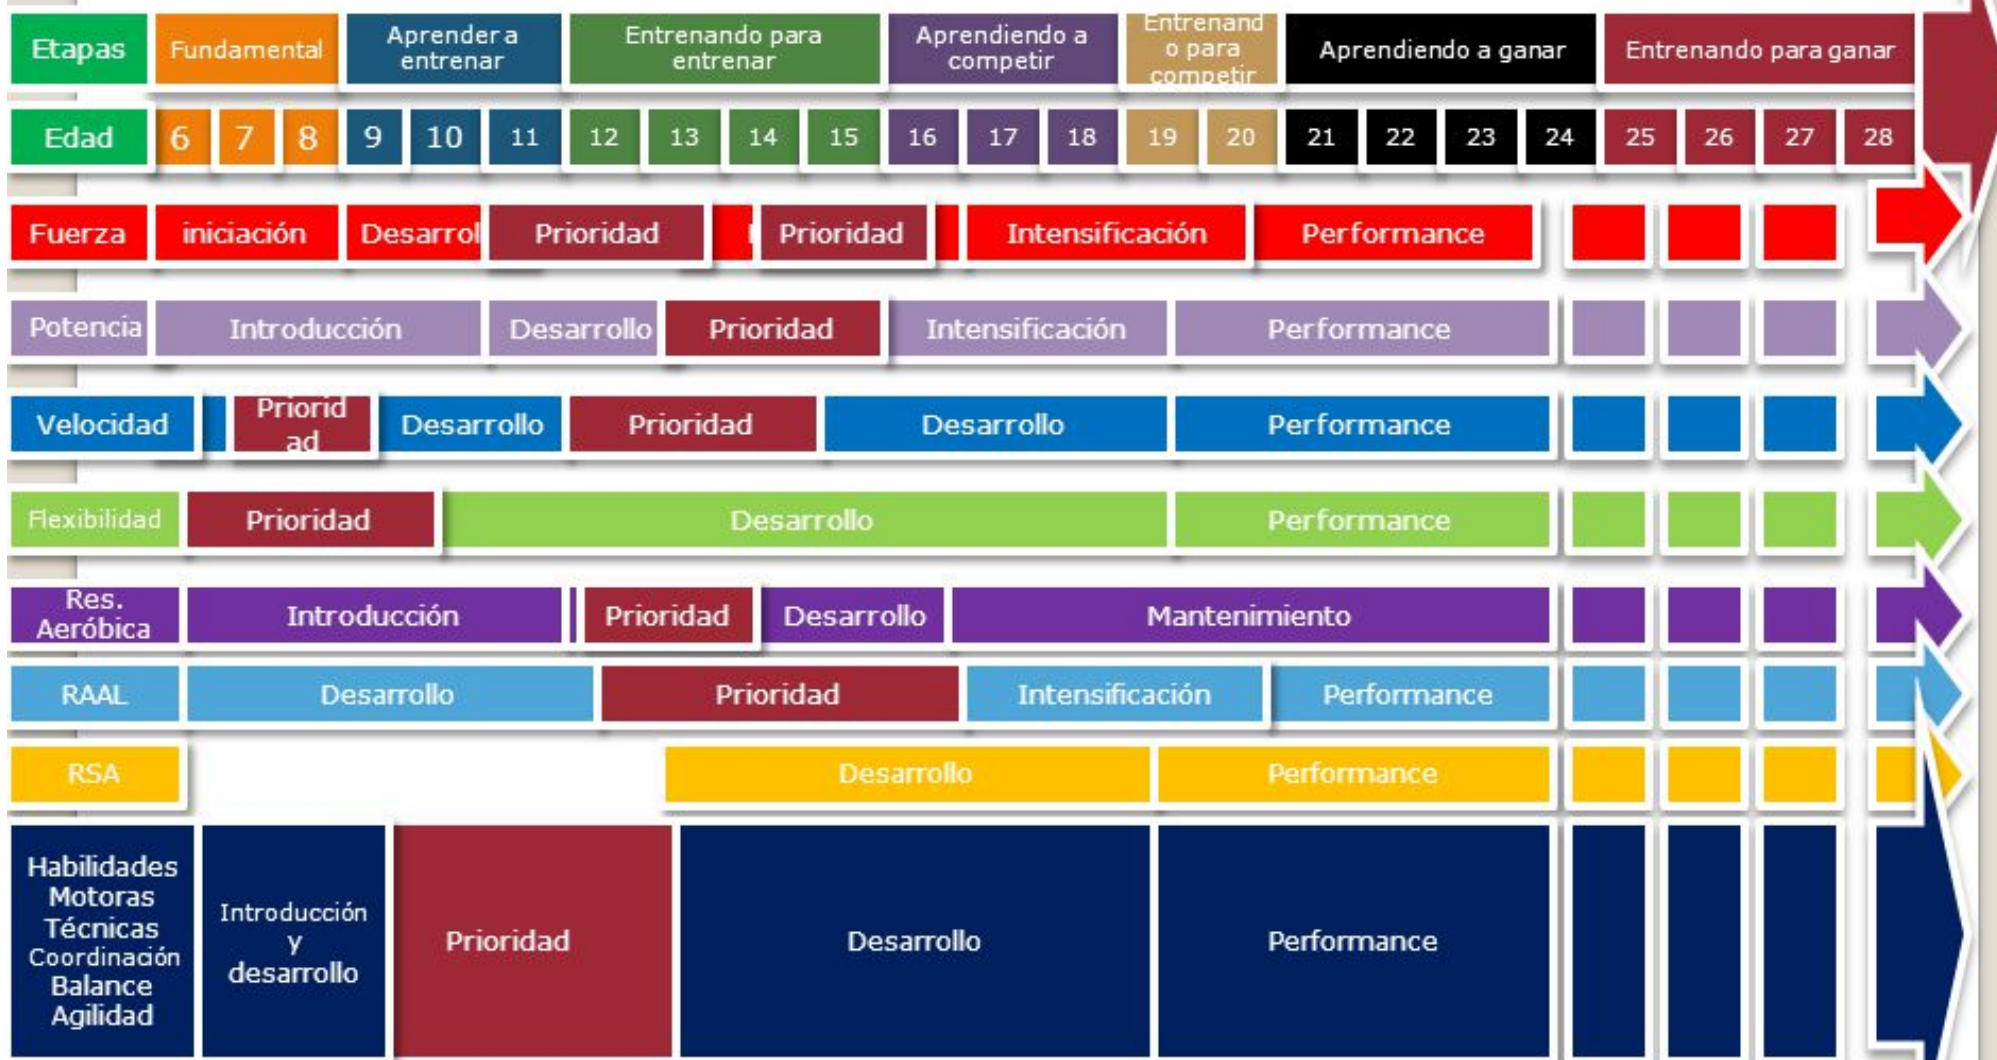 Etapas
Fundamental
Aprender a
entrenar
Entrenando para
entrenar
Aprendiendo a
competir
Entrenand
o para
competir
Aprendiendo a ganar
Entrenando para ganar
Edad 6 7 8 9 10 11 12 13 14 15 16 17 18 19 20 21 22 23 24 25 26 27 28
Fuerza iniciación Desarrol Prioridad Prioridad Intensificación Performance
Potencia Introducción Desarrollo Prioridad Intensificación Performance
Velocidad
Priorid
ad
Desarrollo Prioridad Desarrollo Performance
Flexibilidad Prioridad Desarrollo Performance
Res.
Aeróbica
Introducción Prioridad Desarrollo Mantenimiento
RAAL Desarrollo Prioridad Intensificación Performance
RSA Desarrollo Performance
Habilidades
Motoras
Técnicas
Coordinación
Balance
Agilidad
Introducción
y
desarrollo
Prioridad
Desarrollo
Performance